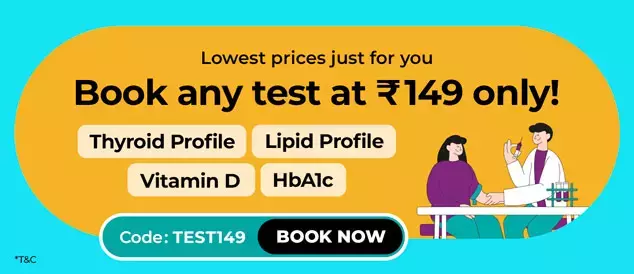 Lowest prices just for you
Book any test at ₹149 only!
Thyroid Profile Lipid Profile
Vitamin D HbA1c
Code: TEST149 BOOK NOW
*T&C